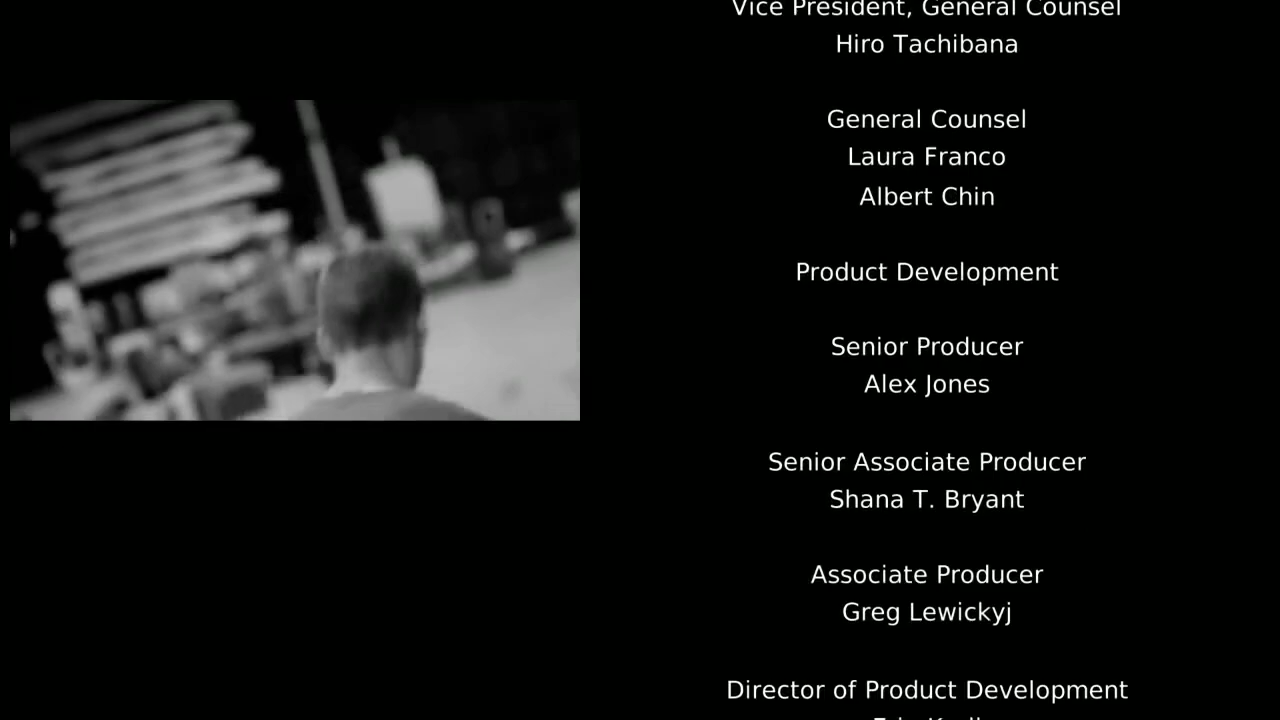 Vice President, General Counsel
Hiro Tachibana
General Counsel
Laura Franco
Albert Chin
Product Development
Senior Producer
Alex Jones
Senior Associate Producer
Shana T. Bryant
Associate Producer
Greg Lewickyj
Director of Product Development